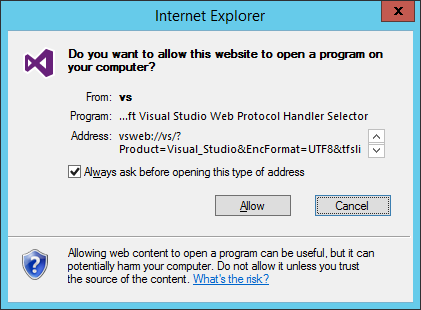 Internet Explorer
x
Do you want to allow this website to open a program on
your computer?
From: vs
Program: ...ft Visual Studio Web Protocol Handler Selector
Address: vsweb://vs/?
Product=Visual_Studio&EncFormat=UTF8&tfsli
Always ask before opening this type of address
Allow Cancel
Allowing web content to open a program can be useful, but it can
potentially harm your computer. Do not allow it unless you trust
the source of the content. What's the risk?